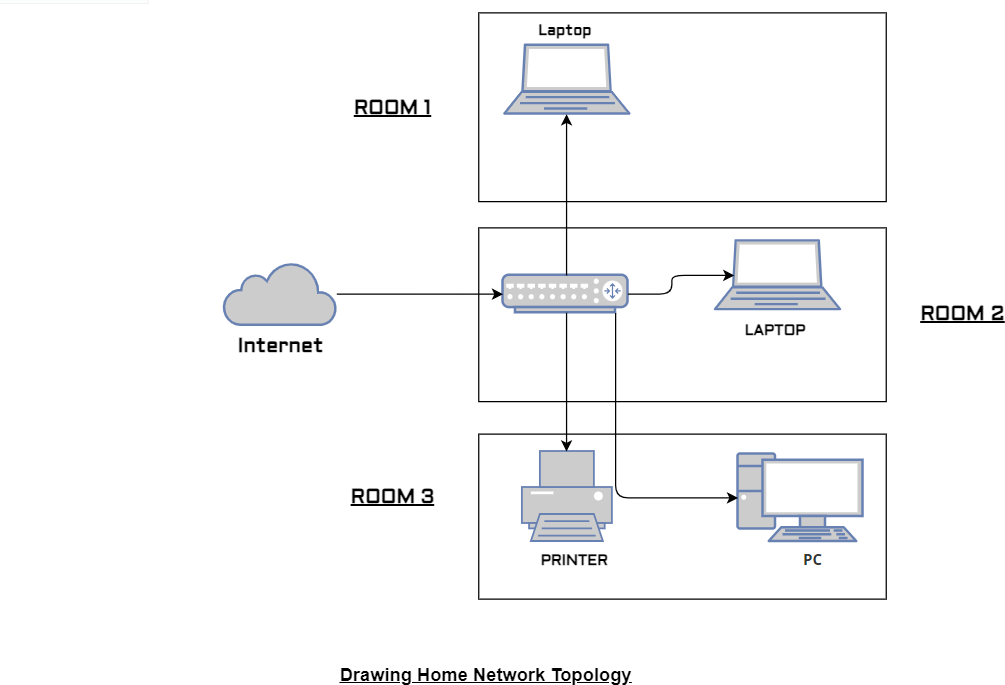 Laptop
ROOM 1
Internet
LAPTOP
ROOM 2
ROOM 3
PRINTER
PC
Drawing Home Network Topology